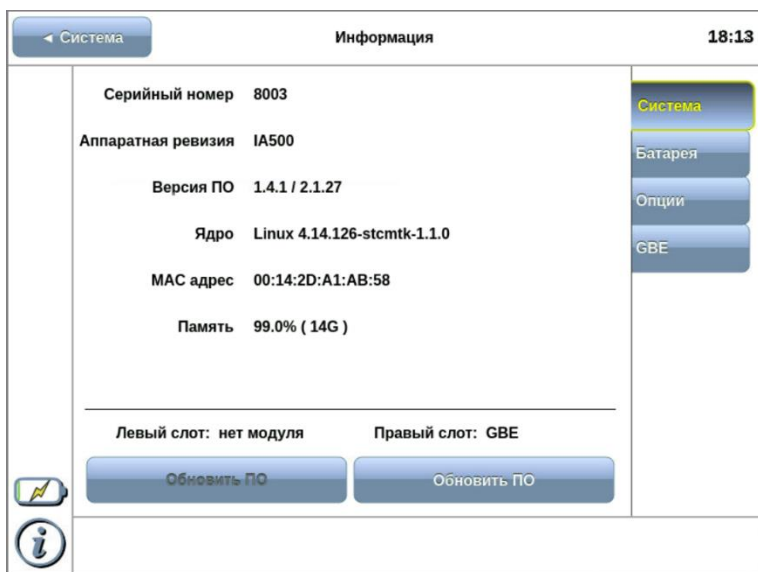 ◄ Система
Информация
18:13
Серийный номер 8003
Аппаратная ревизия IA500
Версия ПО 1.4.1 / 2.1.27
Ядро Linux 4.14.126-stcmtk-1.1.0
MAC адрес 00:14:2D:A1:AB:58
Память 99.0% ( 14G )
Левый слот: нет модуля
Правый слот: GBE
Обновить ПО
Обновить ПО
Система
Батарея
Опции
GBE
i